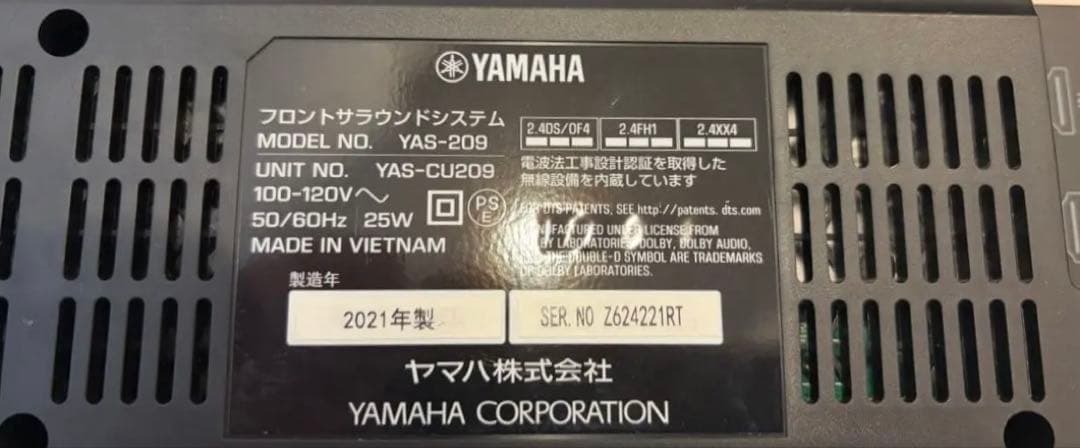 YAMAHA
フロントサラウンドシステム
MODEL NO. YAS-209
UNIT NO. YAS-CU209
100-120V～
50/60Hz 25W
PS
E
MADE IN VIETNAM
2.4DS/OF4 2.4FH1 2.4XX4
電波法工事設計認証を取得した
無線設備を内蔵しています
FOR DTS PATENTS, SEE http://patents.dts.com
MANUFACTURED UNDER LICENSE FROM
LABORATORIES. DOLBY, DOLBY AUDIO,
THE DOUBLE-D SYMBOL ARE TRADEMARKS
OF DOLBY LABORATORIES.
製造年
2021年製
SER. NO Z624221RT
ヤマハ株式会社
YAMAHA CORPORATION